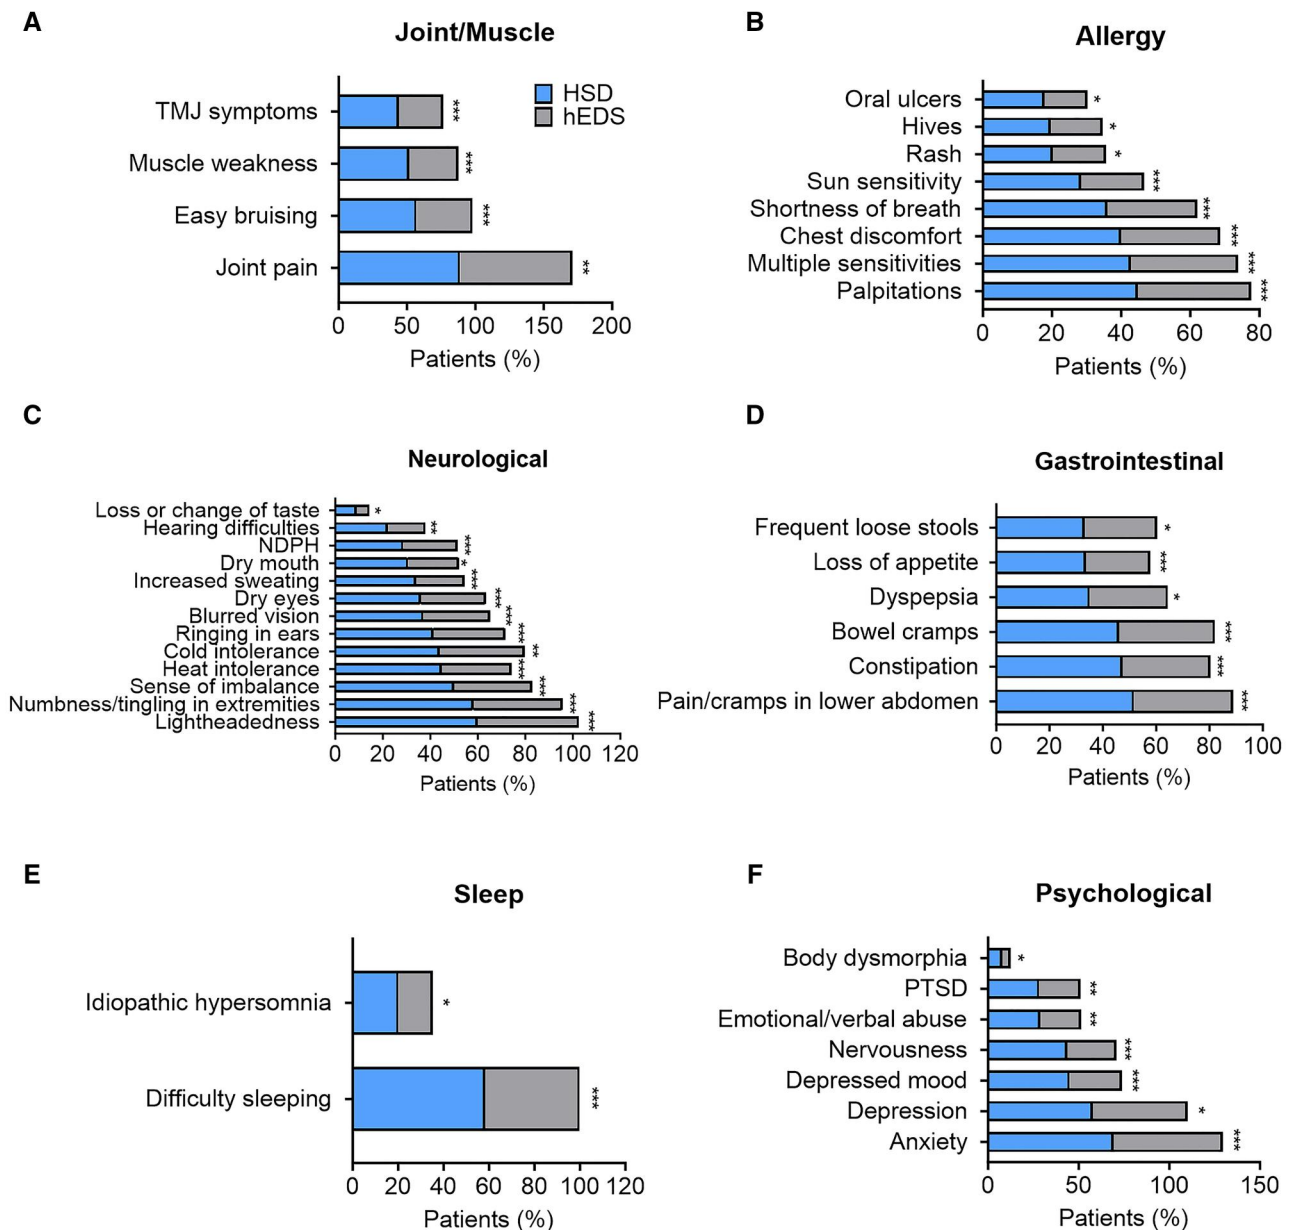 A
Joint/Muscle
HSD
hEDS
TMJ symptoms ***
Muscle weakness ***
Easy bruising ***
Joint pain **
0 50 100 150 200
Patients (%)
B
Allergy
Oral ulcers *
Hives *
Rash *
Sun sensitivity ***
Shortness of breath ***
Chest discomfort ***
Multiple sensitivities ***
Palpitations ***
0 20 40 60 80
Patients (%)
C
Neurological
Loss or change of taste *
Hearing difficulties **
NDPH ***
Dry mouth *
Increased sweating ***
Dry eyes ***
Blurred vision ***
Ringing in ears ***
Cold intolerance **
Heat intolerance ***
Sense of imbalance ***
Numbness/tingling in extremities ***
Lightheadedness ***
0 20 40 60 80 100 120
Patients (%)
D
Gastrointestinal
Frequent loose stools *
Loss of appetite ***
Dyspepsia *
Bowel cramps ***
Constipation ***
Pain/cramps in lower abdomen ***
0 20 40 60 80 100
Patients (%)
E
Sleep
Idiopathic hypersomnia *
Difficulty sleeping ***
0 20 40 60 80 100 120
Patients (%)
F
Psychological
Body dysmorphia *
PTSD **
Emotional/verbal abuse **
Nervousness ***
Depressed mood ***
Depression *
Anxiety ***
0 50 100 150
Patients (%)